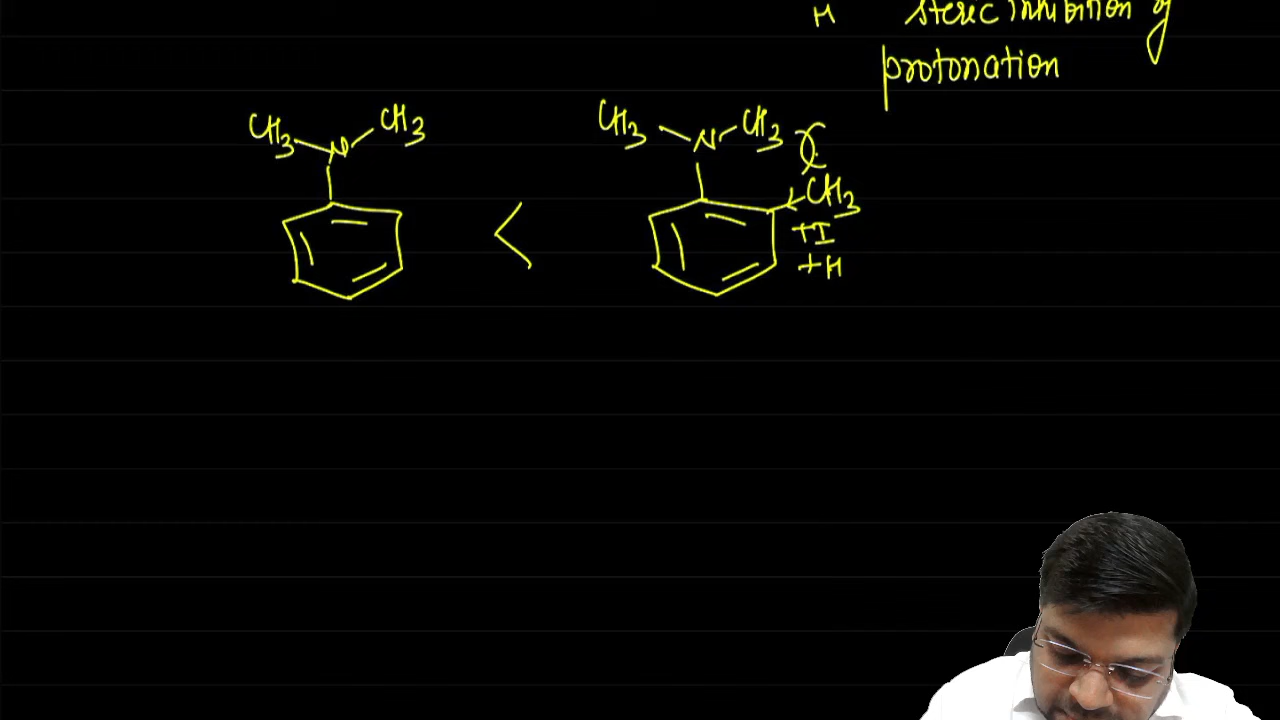 H steric inhibition of
protonation
CH3 N CH3 < CH3 N CH3
CH3
+I
+H